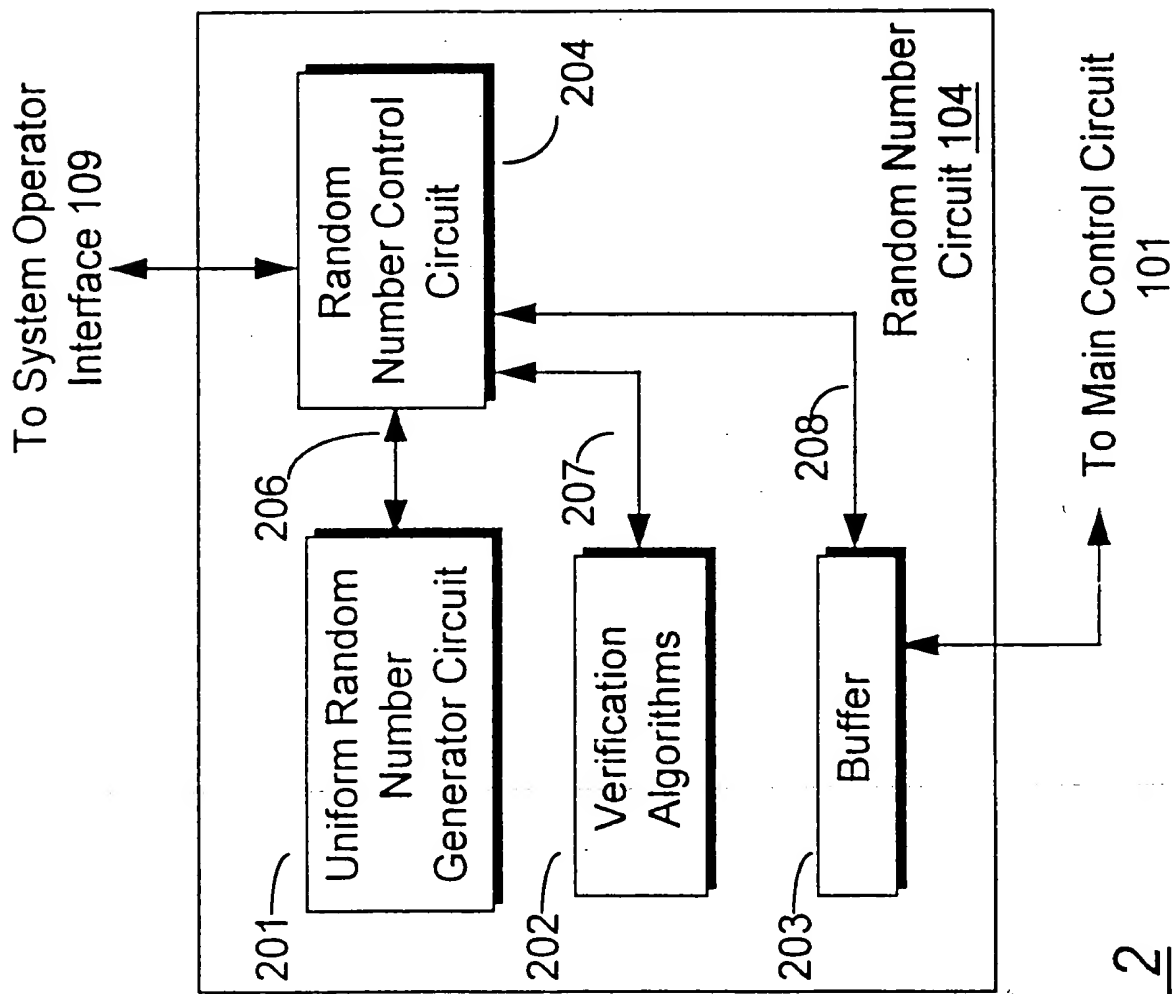 To System Operator
Interface 109
201
Uniform Random
Number
Generator Circuit
206
Random
Number Control
Circuit
204
202
Verification
Algorithms
207
203
Buffer
208
Random Number
Circuit 104
To Main Control Circuit
101
2